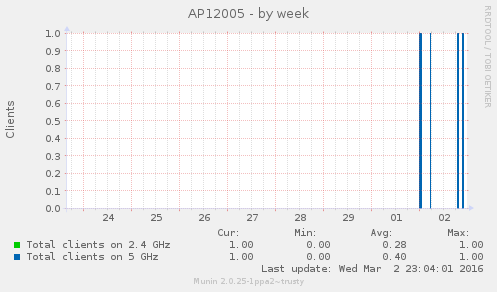 AP12005 - by week
RRDTOOL / TOBI OETIKER
Clients
1.0
0.9
0.8
0.7
0.6
0.5
0.4
0.3
0.2
0.1
0.0
24 25 26 27 28 29 01 02
Cur: Min: Avg: Max:
Total clients on 2.4 GHz 1.00 0.00 0.28 1.00
Total clients on 5 GHz 1.00 0.00 0.40 1.00
Last update: Wed Mar 2 23:04:01 2016
Munin 2.0.25-1ppa2~trusty